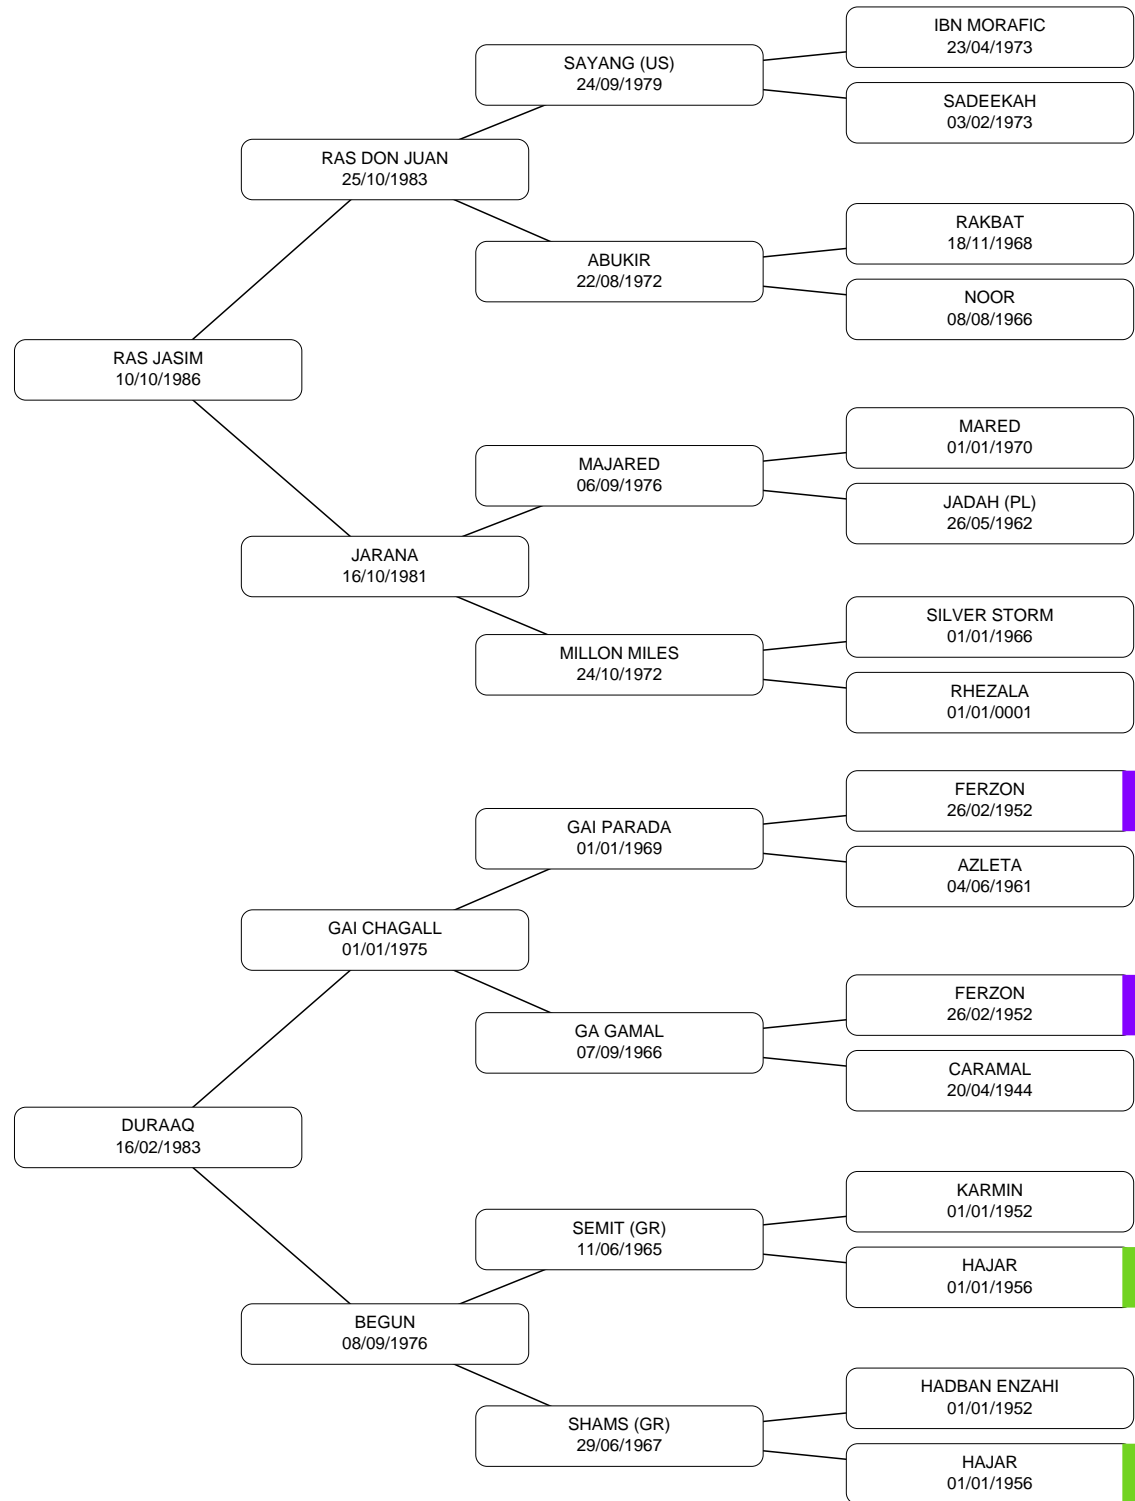 IBN MORAFIC
23/04/1973
SAYANG (US)
24/09/1979
SADEEKAH
03/02/1973
RAS DON JUAN
25/10/1983
RAKBAT
18/11/1968
ABUKIR
22/08/1972
NOOR
08/08/1966
RAS JASIM
10/10/1986
MARED
01/01/1970
MAJARED
06/09/1976
JADAH (PL)
26/05/1962
JARANA
16/10/1981
SILVER STORM
01/01/1966
MILLON MILES
24/10/1972
RHEZALA
01/01/0001
FERZON
26/02/1952
GAI PARADA
01/01/1969
AZLETA
04/06/1961
GAI CHAGALL
01/01/1975
FERZON
26/02/1952
GA GAMAL
07/09/1966
CARAMAL
20/04/1944
DURAAQ
16/02/1983
KARMIN
01/01/1952
SEMIT (GR)
11/06/1965
HAJAR
01/01/1956
BEGUN
08/09/1976
HADBAN ENZAHI
01/01/1952
SHAMS (GR)
29/06/1967
HAJAR
01/01/1956